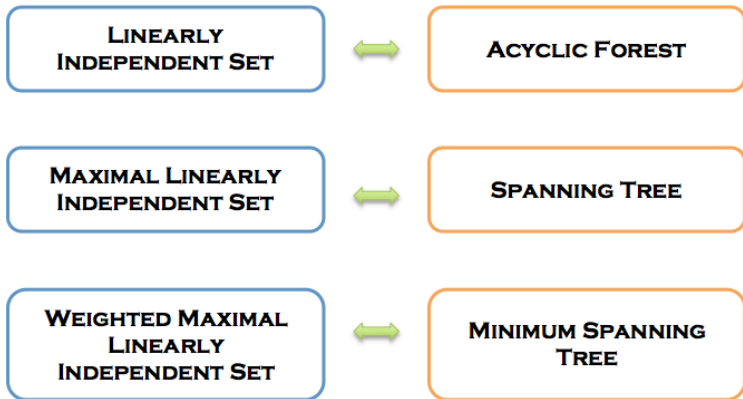 LINEARLY
INDEPENDENT SET
ACYCLIC FOREST
MAXIMAL LINEARLY
INDEPENDENT SET
SPANNING TREE
WEIGHTED MAXIMAL
LINEARLY
INDEPENDENT SET
MINIMUM SPANNING
TREE